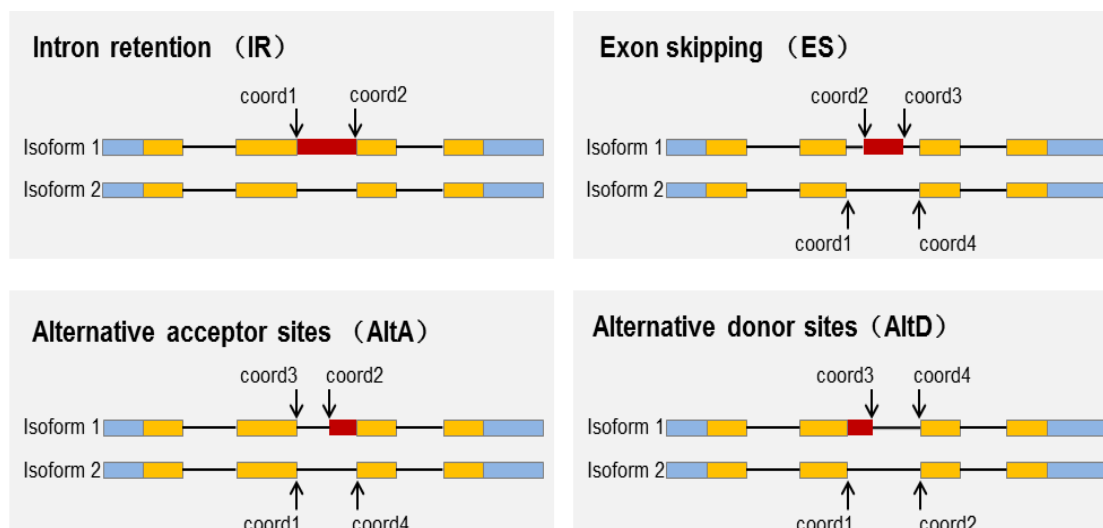 Intron retention （IR）
coord1 coord2
Isoform 1
Isoform 2
Exon skipping （ES）
coord2 coord3
Isoform 1
Isoform 2
coord1 coord4
Alternative acceptor sites （AltA）
coord3 coord2
Isoform 1
Isoform 2
coord1 coord4
Alternative donor sites（AltD）
coord3 coord4
Isoform 1
Isoform 2
coord1 coord2